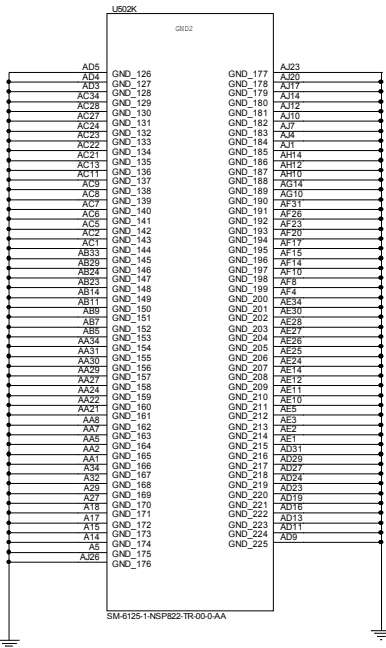 U502K
GND2
AD5 GND_126 GND_177 AJ23
AD4 GND_127 GND_178 AJ20
AD3 GND_128 GND_179 AJ17
AC34 GND_129 GND_180 AJ14
AC28 GND_130 GND_181 AJ12
AC27 GND_131 GND_182 AJ10
AC24 GND_132 GND_183 AJ7
AC23 GND_133 GND_184 AJ4
AC22 GND_134 GND_185 AJ1
AC21 GND_135 GND_186 AH14
AC13 GND_136 GND_187 AH12
AC11 GND_137 GND_188 AH10
AC9 GND_138 GND_189 AG14
AC8 GND_139 GND_190 AG10
AC7 GND_140 GND_191 AF31
AC6 GND_141 GND_192 AF26
AC5 GND_142 GND_193 AF23
AC2 GND_143 GND_194 AF20
AC1 GND_144 GND_195 AF17
AB33 GND_145 GND_196 AF15
AB29 GND_146 GND_197 AF14
AB24 GND_147 GND_198 AF10
AB23 GND_148 GND_199 AF8
AB14 GND_149 GND_200 AF4
AB11 GND_150 GND_201 AE34
AB9 GND_151 GND_202 AE30
AB7 GND_152 GND_203 AE28
AB5 GND_153 GND_204 AE27
AA34 GND_154 GND_205 AE26
AA31 GND_155 GND_206 AE25
AA30 GND_156 GND_207 AE24
AA29 GND_157 GND_208 AE14
AA27 GND_158 GND_209 AE12
AA24 GND_159 GND_210 AE11
AA22 GND_160 GND_211 AE10
AA21 GND_161 GND_212 AE5
AA8 GND_162 GND_213 AE3
AA7 GND_163 GND_214 AE2
AA5 GND_164 GND_215 AE1
AA2 GND_165 GND_216 AD31
AA1 GND_166 GND_217 AD29
A34 GND_167 GND_218 AD27
A32 GND_168 GND_219 AD24
A29 GND_169 GND_220 AD23
A27 GND_170 GND_221 AD19
A18 GND_171 GND_222 AD16
A17 GND_172 GND_223 AD13
A15 GND_173 GND_224 AD11
A14 GND_174 GND_225 AD9
A5 GND_175
AJ26 GND_176
SM-6125-1-NSP822-TR-00-0-AA